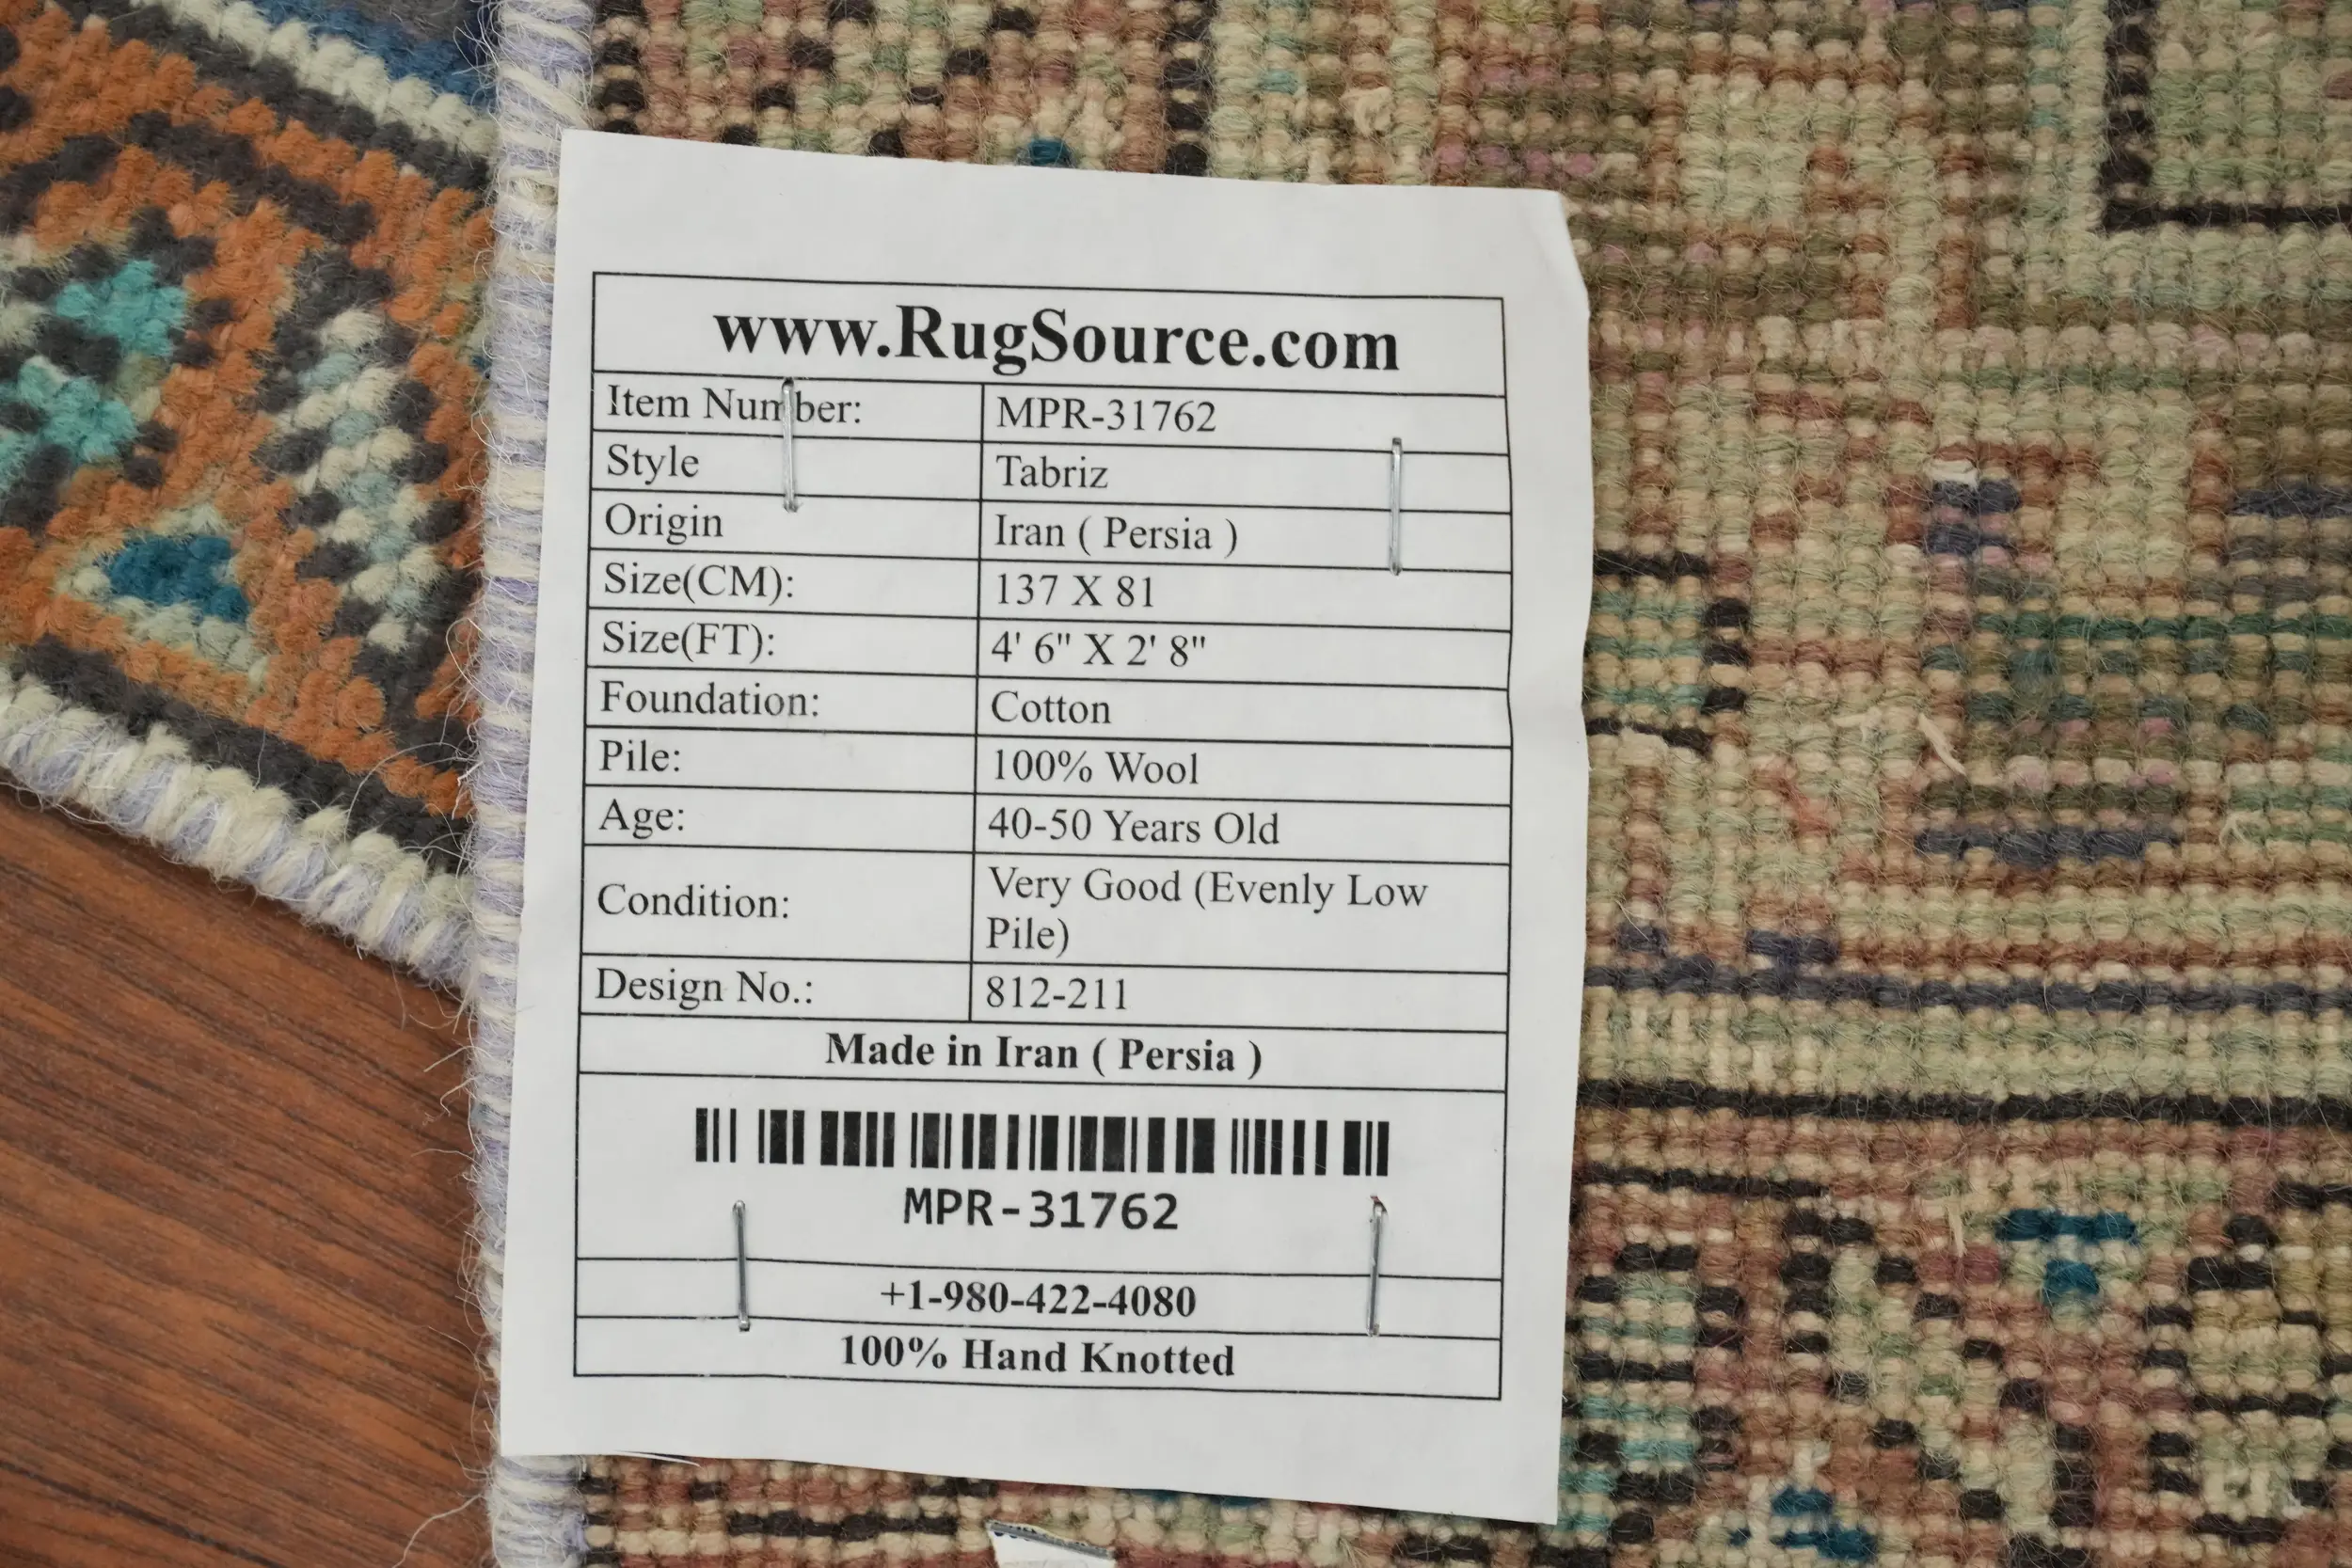 www.RugSource.com
Item Number: MPR-31762
Style Tabriz
Origin Iran ( Persia )
Size(CM): 137 X 81
Size(FT): 4' 6" X 2' 8"
Foundation: Cotton
Pile: 100% Wool
Age: 40-50 Years Old
Condition: Very Good (Evenly Low
Pile)
Design No.: 812-211
Made in Iran ( Persia )
MPR-31762
+1-980-422-4080
100% Hand Knotted